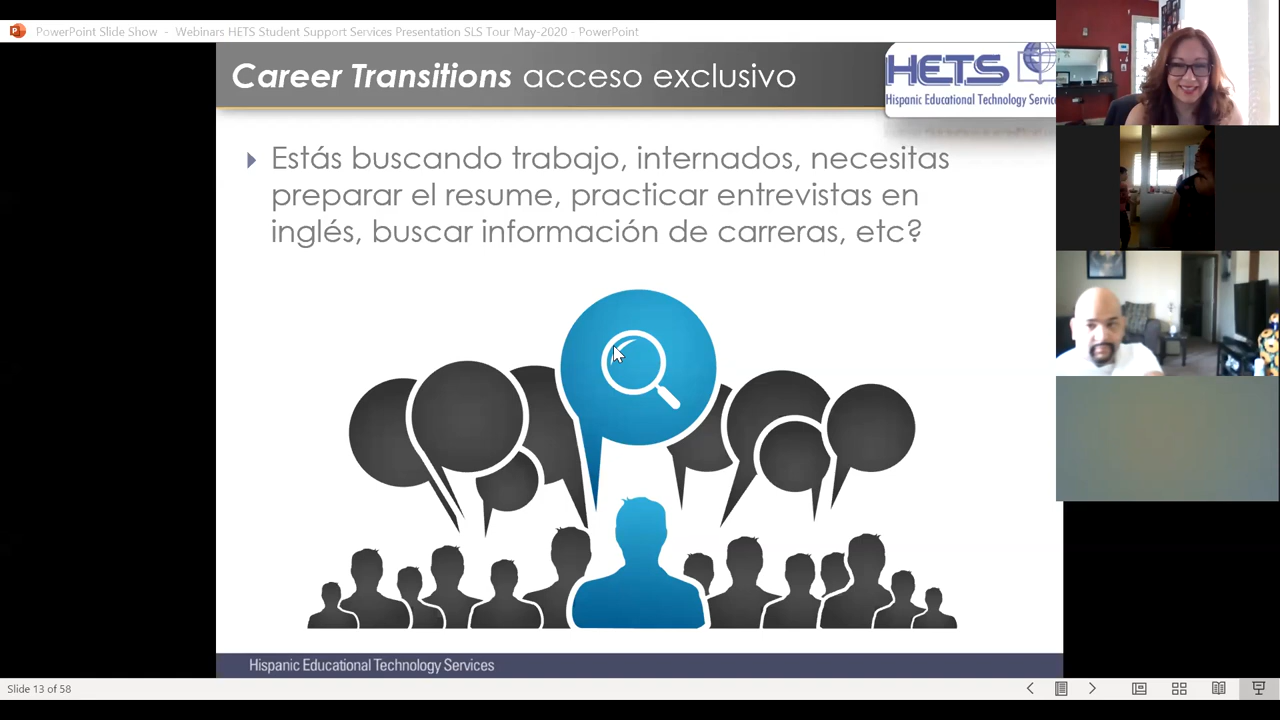 PowerPoint Slide Show - Webinars HETS Student Support Services Presentation SLS Tour May-2020 - PowerPoint
Career Transitions acceso exclusivo
HETS
Hispanic Educational Technology
Estás buscando trabajo, internados, necesitas
preparar el resume, practicar entrevistas en
inglés, buscar información de carreras, etc?
Hispanic Educational Technology Services
Slide 13 of 58